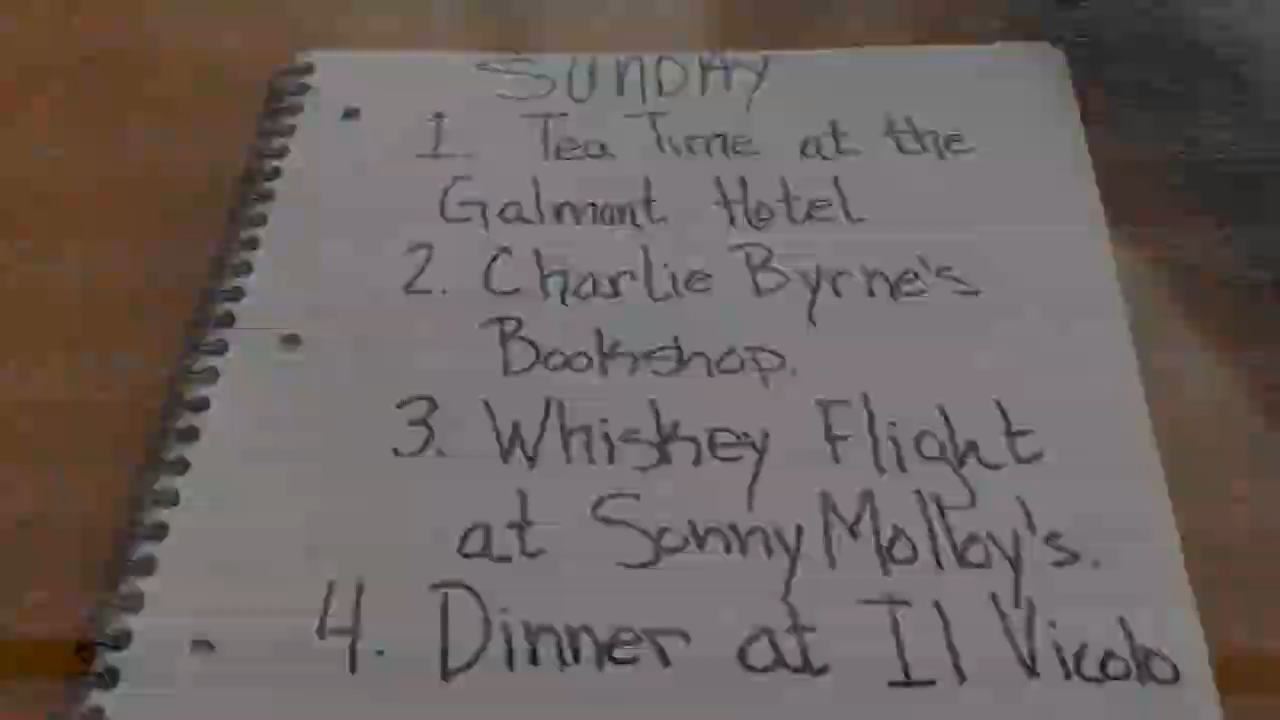 SUNDAY
1 Tea Time at the
Galmont Hotel
2. Charlie Byrne's
Bookshop.
3. Whiskey Flight
at Sonny Molloy's.
4. Dinner at Il Vicolo